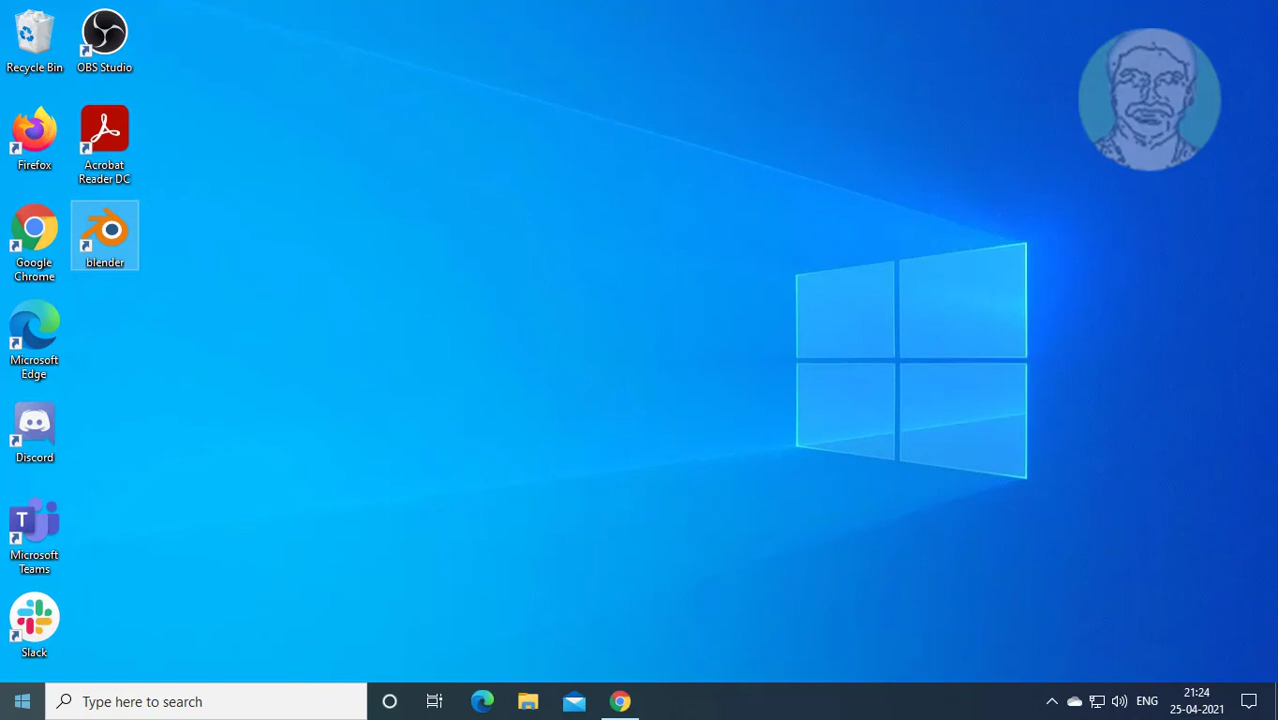 Recycle Bin
OBS Studio
Firefox
Acrobat
Reader DC
Google
Chrome
blender
Microsoft
Edge
Discord
T
Microsoft
Teams
Slack
Type here to search
ENG
21:24
25-04-2021